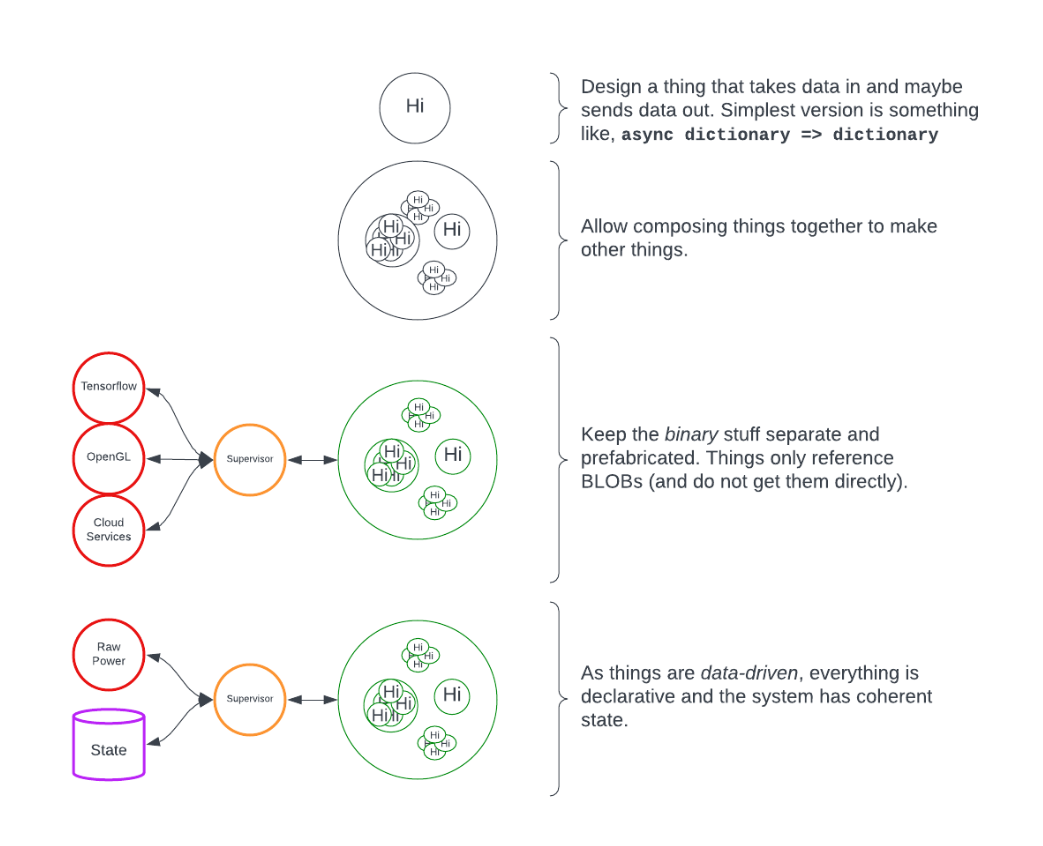 Hi
Design a thing that takes data in and maybe
sends data out. Simplest version is something
like, async dictionary => dictionary
Hi
Hi
Hi
Hi
Hi
Hi
Hi
Hi
Hi
Hi
Hi
Allow composing things together to make
other things.
Tensorflow
OpenGL
Cloud
Services
Supervisor
Hi
Hi
Hi
Hi
Hi
Hi
Hi
Hi
Hi
Hi
Keep the binary stuff separate and
prefabricated. Things only reference
BLOBs (and do not get them directly).
Raw
Power
State
Supervisor
Hi
Hi
Hi
Hi
Hi
Hi
Hi
Hi
Hi
Hi
As things are data-driven, everything is
declarative and the system has coherent
state.